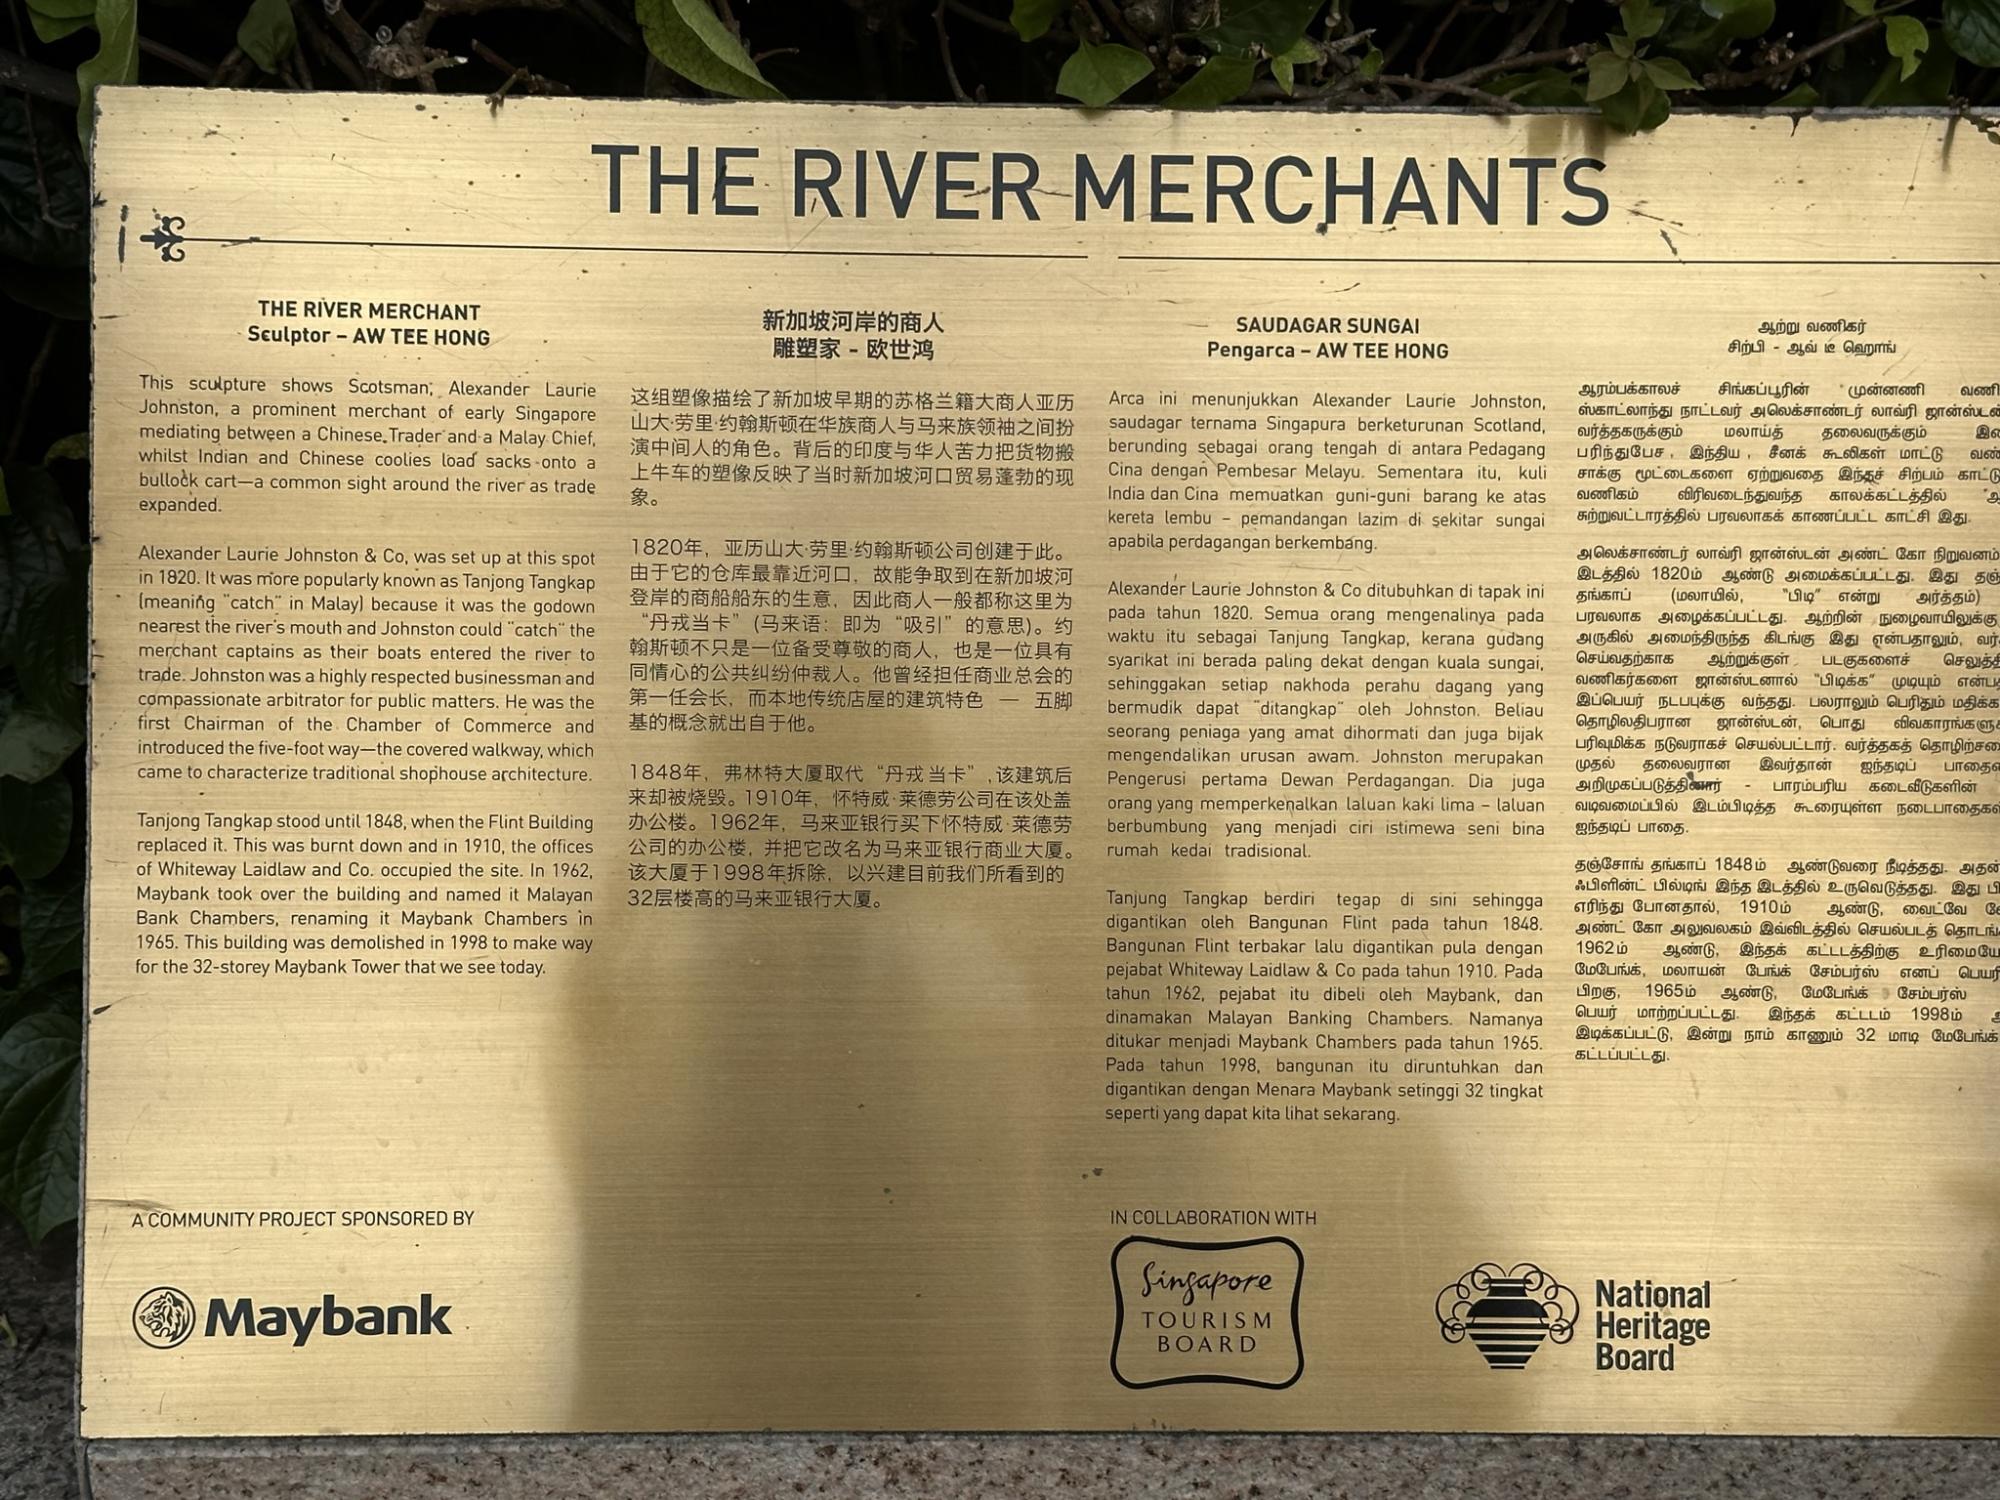 THE RIVER MERCHANTS
THE RIVER MERCHANT
Sculptor – AW TEE HONG
This sculpture shows Scotsman, Alexander Laurie
Johnston, a prominent merchant of early Singapore
mediating between a Chinese Trader and a Malay Chief,
whilst Indian and Chinese coolies load sacks onto a
bullock cart—a common sight around the river as trade
expanded.
Alexander Laurie Johnston & Co, was set up at this spot
in 1820. It was more popularly known as Tanjong Tangkap
(meaning "catch" in Malay) because it was the godown
nearest the river's mouth and Johnston could "catch" the
merchant captains as their boats entered the river to
trade. Johnston was a highly respected businessman and
compassionate arbitrator for public matters. He was the
first Chairman of the Chamber of Commerce and
introduced the five-foot way—the covered walkway, which
came to characterize traditional shophouse architecture.
Tanjong Tangkap stood until 1848, when the Flint Building
replaced it. This was burnt down and in 1910, the offices
of Whiteway Laidlaw and Co. occupied the site. In 1962,
Maybank took over the building and named it Malayan
Bank Chambers, renaming it Maybank Chambers in
1965. This building was demolished in 1998 to make way
for the 32-storey Maybank Tower that we see today.
新加坡河岸的商人
雕塑家 - 欧世鸿
这组塑像描绘了新加坡早期的苏格兰籍大商人亚历
山大·劳里·约翰斯顿在华族商人与马来族领袖之间扮
演中间人的角色。背后的印度与华人苦力把货物搬
上牛车的塑像反映了当时新加坡河口贸易蓬勃的现
象。
1820年，亚历山大·劳里·约翰斯顿公司创建于此。
由于它的仓库最靠近河口，故能争取到在新加坡河
登岸的商船船东的生意，因此商人一般都称这里为
“丹戎当卡”(马来语：即为“吸引”的意思)。约
翰斯顿不只是一位备受尊敬的商人，也是一位具有
同情心的公共纠纷仲裁人。他曾经担任商业总会的
第一任会长，而本地传统店屋的建筑特色 — 五脚
基的概念就出自于他。
1848年，弗林特大厦取代“丹戎当卡”,该建筑后
来却被烧毁。1910年，怀特威·莱德劳公司在该处盖
办公楼。1962年，马来亚银行买下怀特威·莱德劳
公司的办公楼，并把它改名为马来亚银行商业大厦。
该大厦于1998年拆除，以兴建目前我们所看到的
32层楼高的马来亚银行大厦。
SAUDAGAR SUNGAI
Pengarca – AW TEE HONG
Arca ini menunjukkan Alexander Laurie Johnston,
saudagar ternama Singapura berketurunan Scotland,
berunding sebagai orang tengah di antara Pedagang
Cina dengan Pembesar Melayu. Sementara itu, kuli
India dan Cina memuatkan guni-guni barang ke atas
kereta lembu – pemandangan lazim di sekitar sungai
apabila perdagangan berkembang.
Alexander Laurie Johnston & Co ditubuhkan di tapak ini
pada tahun 1820. Semua orang mengenalinya pada
waktu itu sebagai Tanjung Tangkap, kerana gudang
syarikat ini berada paling dekat dengan kuala sungai,
sehinggakan setiap nakhoda perahu dagang yang
bermudik dapat "ditangkap" oleh Johnston. Beliau
seorang peniaga yang amat dihormati dan juga bijak
mengendalikan urusan awam. Johnston merupakan
Pengerusi pertama Dewan Perdagangan. Dia juga
orang yang memperkenalkan laluan kaki lima – laluan
berbumbung yang menjadi ciri istimewa seni bina
rumah kedai tradisional.
Tanjung Tangkap berdiri tegap di sini sehingga
digantikan oleh Bangunan Flint pada tahun 1848.
Bangunan Flint terbakar lalu digantikan pula dengan
pejabat Whiteway Laidlaw & Co pada tahun 1910. Pada
tahun 1962, pejabat itu dibeli oleh Maybank, dan
dinamakan Malayan Banking Chambers. Namanya
ditukar menjadi Maybank Chambers pada tahun 1965.
Pada tahun 1998, bangunan itu diruntuhkan dan
digantikan dengan Menara Maybank setinggi 32 tingkat
seperti yang dapat kita lihat sekarang.
ஆற்று வணிகர்
சிற்பி - ஆவ் டீ ஹொங்
ஆரம்பக்காலச் சிங்கப்பூரின் முன்னணி
ஸ்காட்லாந்து நாட்டவர் அலெக்சாண்டர் லாவ்ரி
வர்த்தகருக்கும் மலாய்த் தலைவருக்கும்
பரிந்துபேச, இந்திய, சீனக் கூலிகள் மாட்டு
சாக்கு மூட்டைகளை ஏற்றுவதை இந்தச் சிற்பம்
வணிகம் விரிவடைந்துவந்த காலக்கட்டத்தில்
சுற்றுவட்டாரத்தில் பரவலாகக் காணப்பட்ட காட்சி இது.
அலெக்சாண்டர் லாவ்ரி ஜான்ஸ்டன் அண்ட் கோ நிறுவனம்
இடத்தில் 1820ம் ஆண்டு அமைக்கப்பட்டது. இது
தங்காப் (மலாயில், "பிடி" என்று அர்த்தம்)
பரவலாக அழைக்கப்பட்டது. ஆற்றின் நுழைவாயிலுக்கு
அருகில் அமைந்திருந்த கிடங்கு இது என்பதாலும்,
செய்வதற்காக ஆற்றுக்குள் படகுகளைச்
வணிகர்களை ஜான்ஸ்டனால் "பிடிக்க" முடியும்
இப்பெயர் நடபுக்கு வந்தது. பலராலும் பெரிதும்
தொழிலதிபரான ஜான்ஸ்டன், பொது
பரிவுமிக்க நடுவராகச் செயல்பட்டார். வர்த்தகத்
முதல் தலைவரான இவர்தான் ஐந்தடிப்
அறிமுகப்படுத்தினார் - பாரம்பரிய கடைவீடுகளின்
வடிவமைப்பில் இடம்பிடித்த கூரையுள்ள
ஐந்தடிப் பாதை.
தஞ்சோங் தங்காப் 1848ம் ஆண்டுவரை நீடித்தது.
ஃபிளின்ட் பில்டிங் இந்த இடத்தில் உருவெடுத்தது. இது
எரிந்து போனதால், 1910ம் ஆண்டு, வைட்வே
அண்ட் கோ அலுவலகம் இவ்விடத்தில் செயல்படத்
1962ம் ஆண்டு, இந்தக் கட்டடத்திற்கு
மேபேங்க், மலாயன் பேங்க் சேம்பர்ஸ் எனப்
பிறகு, 1965ம் ஆண்டு, மேபேங்க் சேம்பர்ஸ்
பெயர் மாற்றப்பட்டது. இந்தக் கட்டடம் 1998ம்
இடிக்கப்பட்டு, இன்று நாம் காணும் 32 மாடி மேபேங்க்
கட்டப்பட்டது.
A COMMUNITY PROJECT SPONSORED BY
Maybank
IN COLLABORATION WITH
Singapore
TOURISM
BOARD
National
Heritage
Board